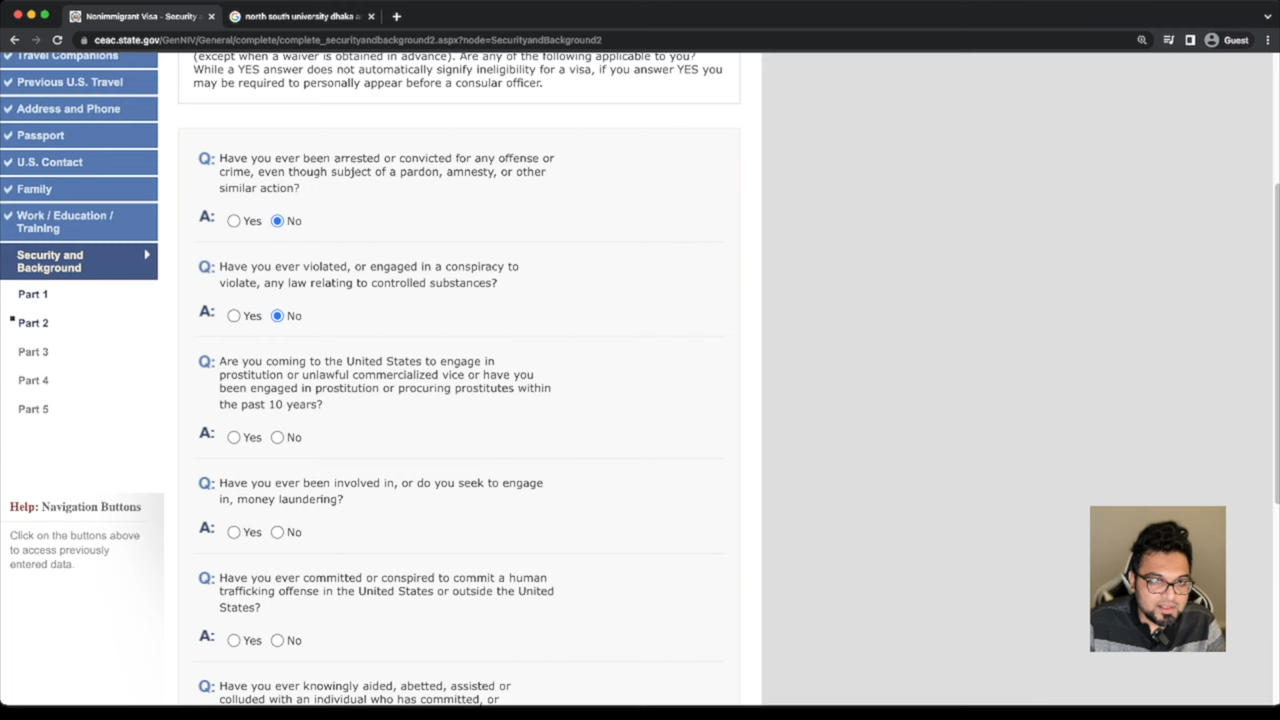 Nonimmigrant Visa - Security
north south university dhaka
ceac.state.gov/GenNIV/General/complete/complete_securityandbackground2.aspx?node=SecurityandBackground2
Guest
Travel Companions
Previous U.S. Travel
Address and Phone
Passport
U.S. Contact
Family
Work / Education /
Training
Security and
Background
Part 1
Part 2
Part 3
Part 4
Part 5
Help: Navigation Buttons
Click on the buttons above
to access previously
entered data.
(except when a waiver is obtained in advance). Are any of the following applicable to you?
While a YES answer does not automatically signify ineligibility for a visa, if you answer YES you
may be required to personally appear before a consular officer.
Q: Have you ever been arrested or convicted for any offense or
crime, even though subject of a pardon, amnesty, or other
similar action?
A: Yes No
Q: Have you ever violated, or engaged in a conspiracy to
violate, any law relating to controlled substances?
A: Yes No
Q: Are you coming to the United States to engage in
prostitution or unlawful commercialized vice or have you
been engaged in prostitution or procuring prostitutes within
the past 10 years?
A: Yes No
Q: Have you ever been involved in, or do you seek to engage
in, money laundering?
A: Yes No
Q: Have you ever committed or conspired to commit a human
trafficking offense in the United States or outside the United
States?
A: Yes No
Q: Have you ever knowingly aided, abetted, assisted or
colluded with an individual who has committed, or